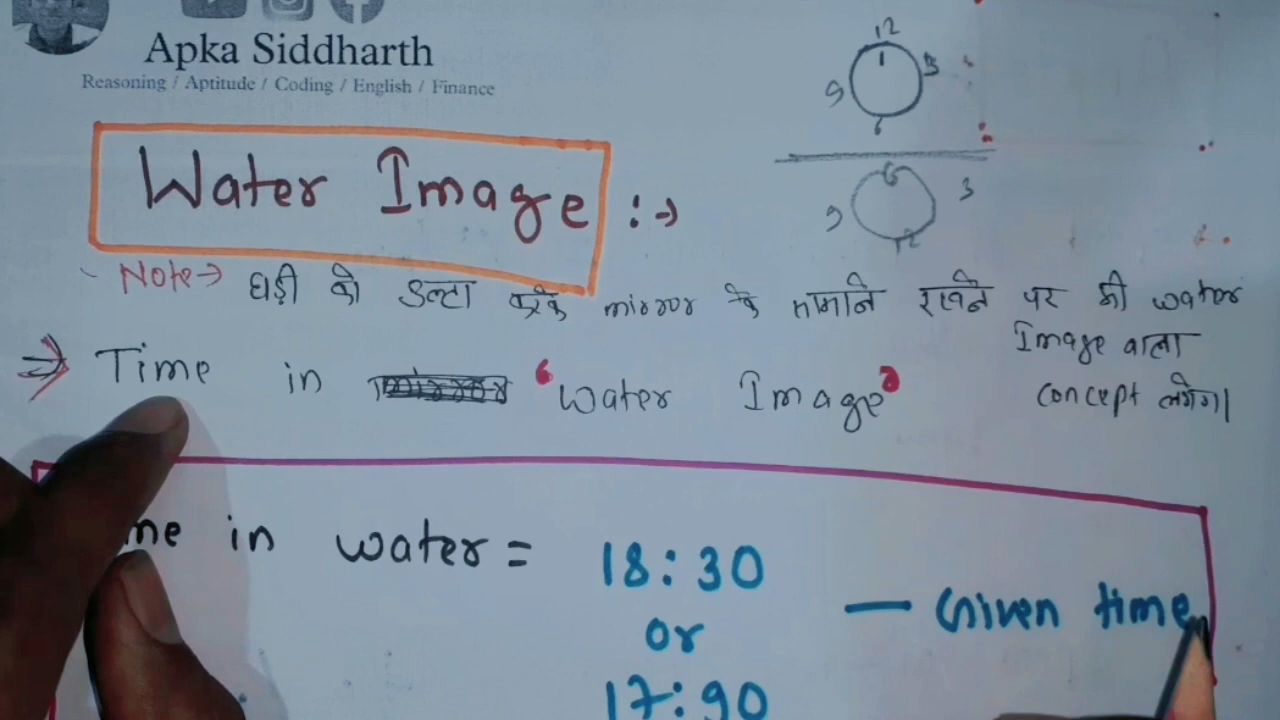 Apka Siddharth
Reasoning / Aptitude / Coding / English / Finance
12
9 3
6
6
9 3
12
Water Image :→
Note → घड़ी को उल्टा करके mirror के सामने रखने पर भी water
Image वाला
concept लगेगा
⇒ Time in "Water Image"
me in water = 18:30 — Given time
or
17:90